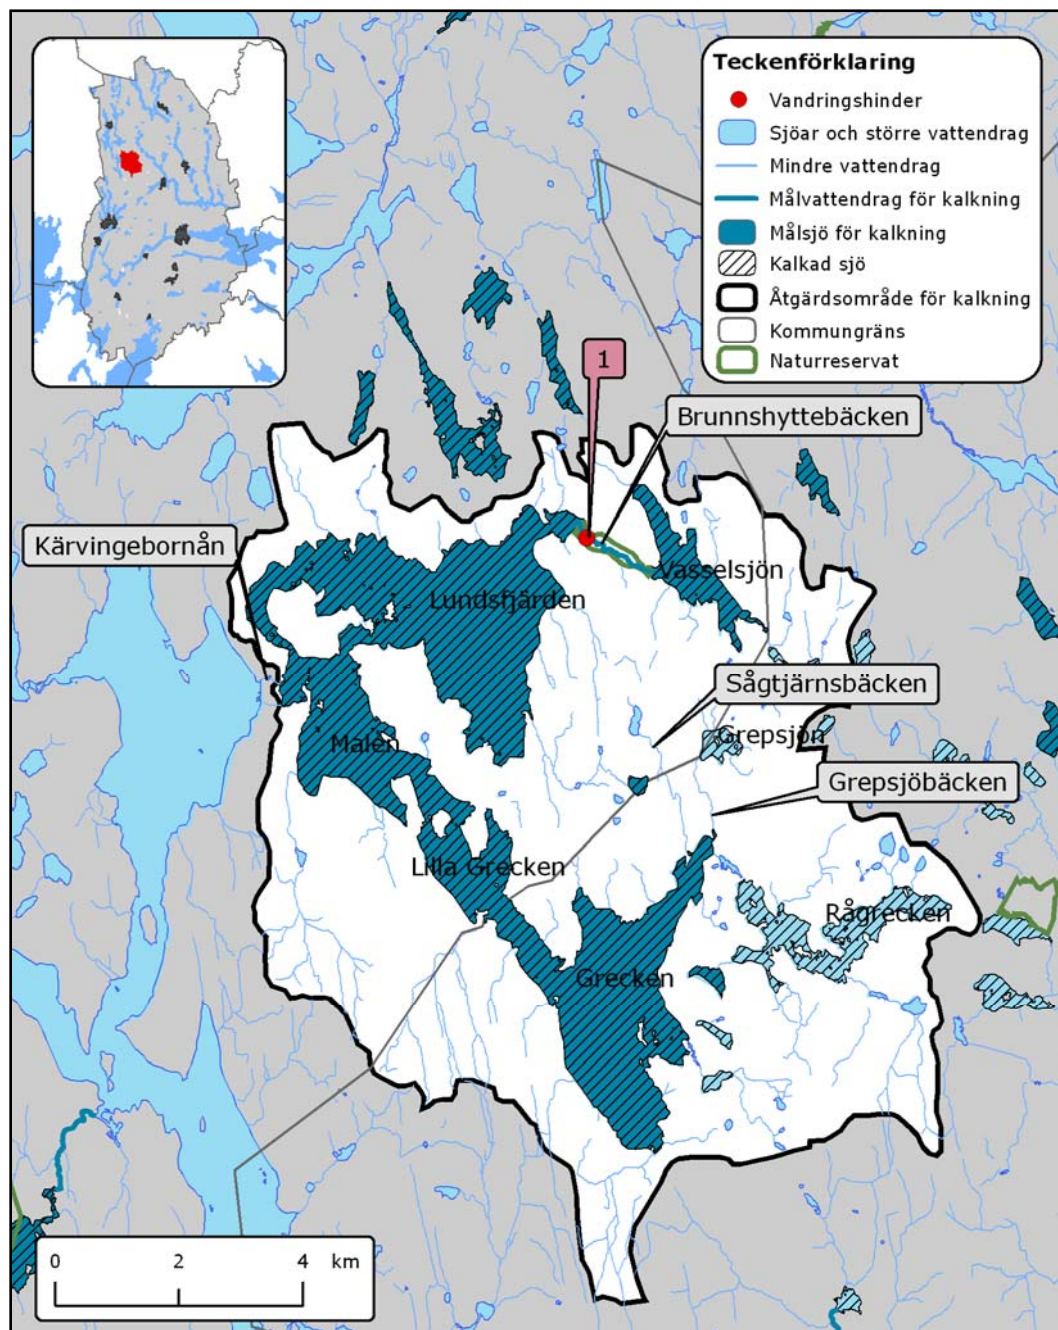 Teckenförklaring
Vandringshinder
Sjöar och större vattendrag
Mindre vattendrag
Målvattendrag för kalkning
Målsjö för kalkning
Kalkad sjö
Åtgärdsområde för kalkning
Kommungräns
Naturreservat
1
Brunnshyttebäcken
Kärvingebornån
Vasselsjön
Lundsfjärden
Sågtjärnsbäcken
Grepsjön
Malen
Grepsjöbäcken
Lilla Grecken
Rågrecken
Grecken
0 2 4 km